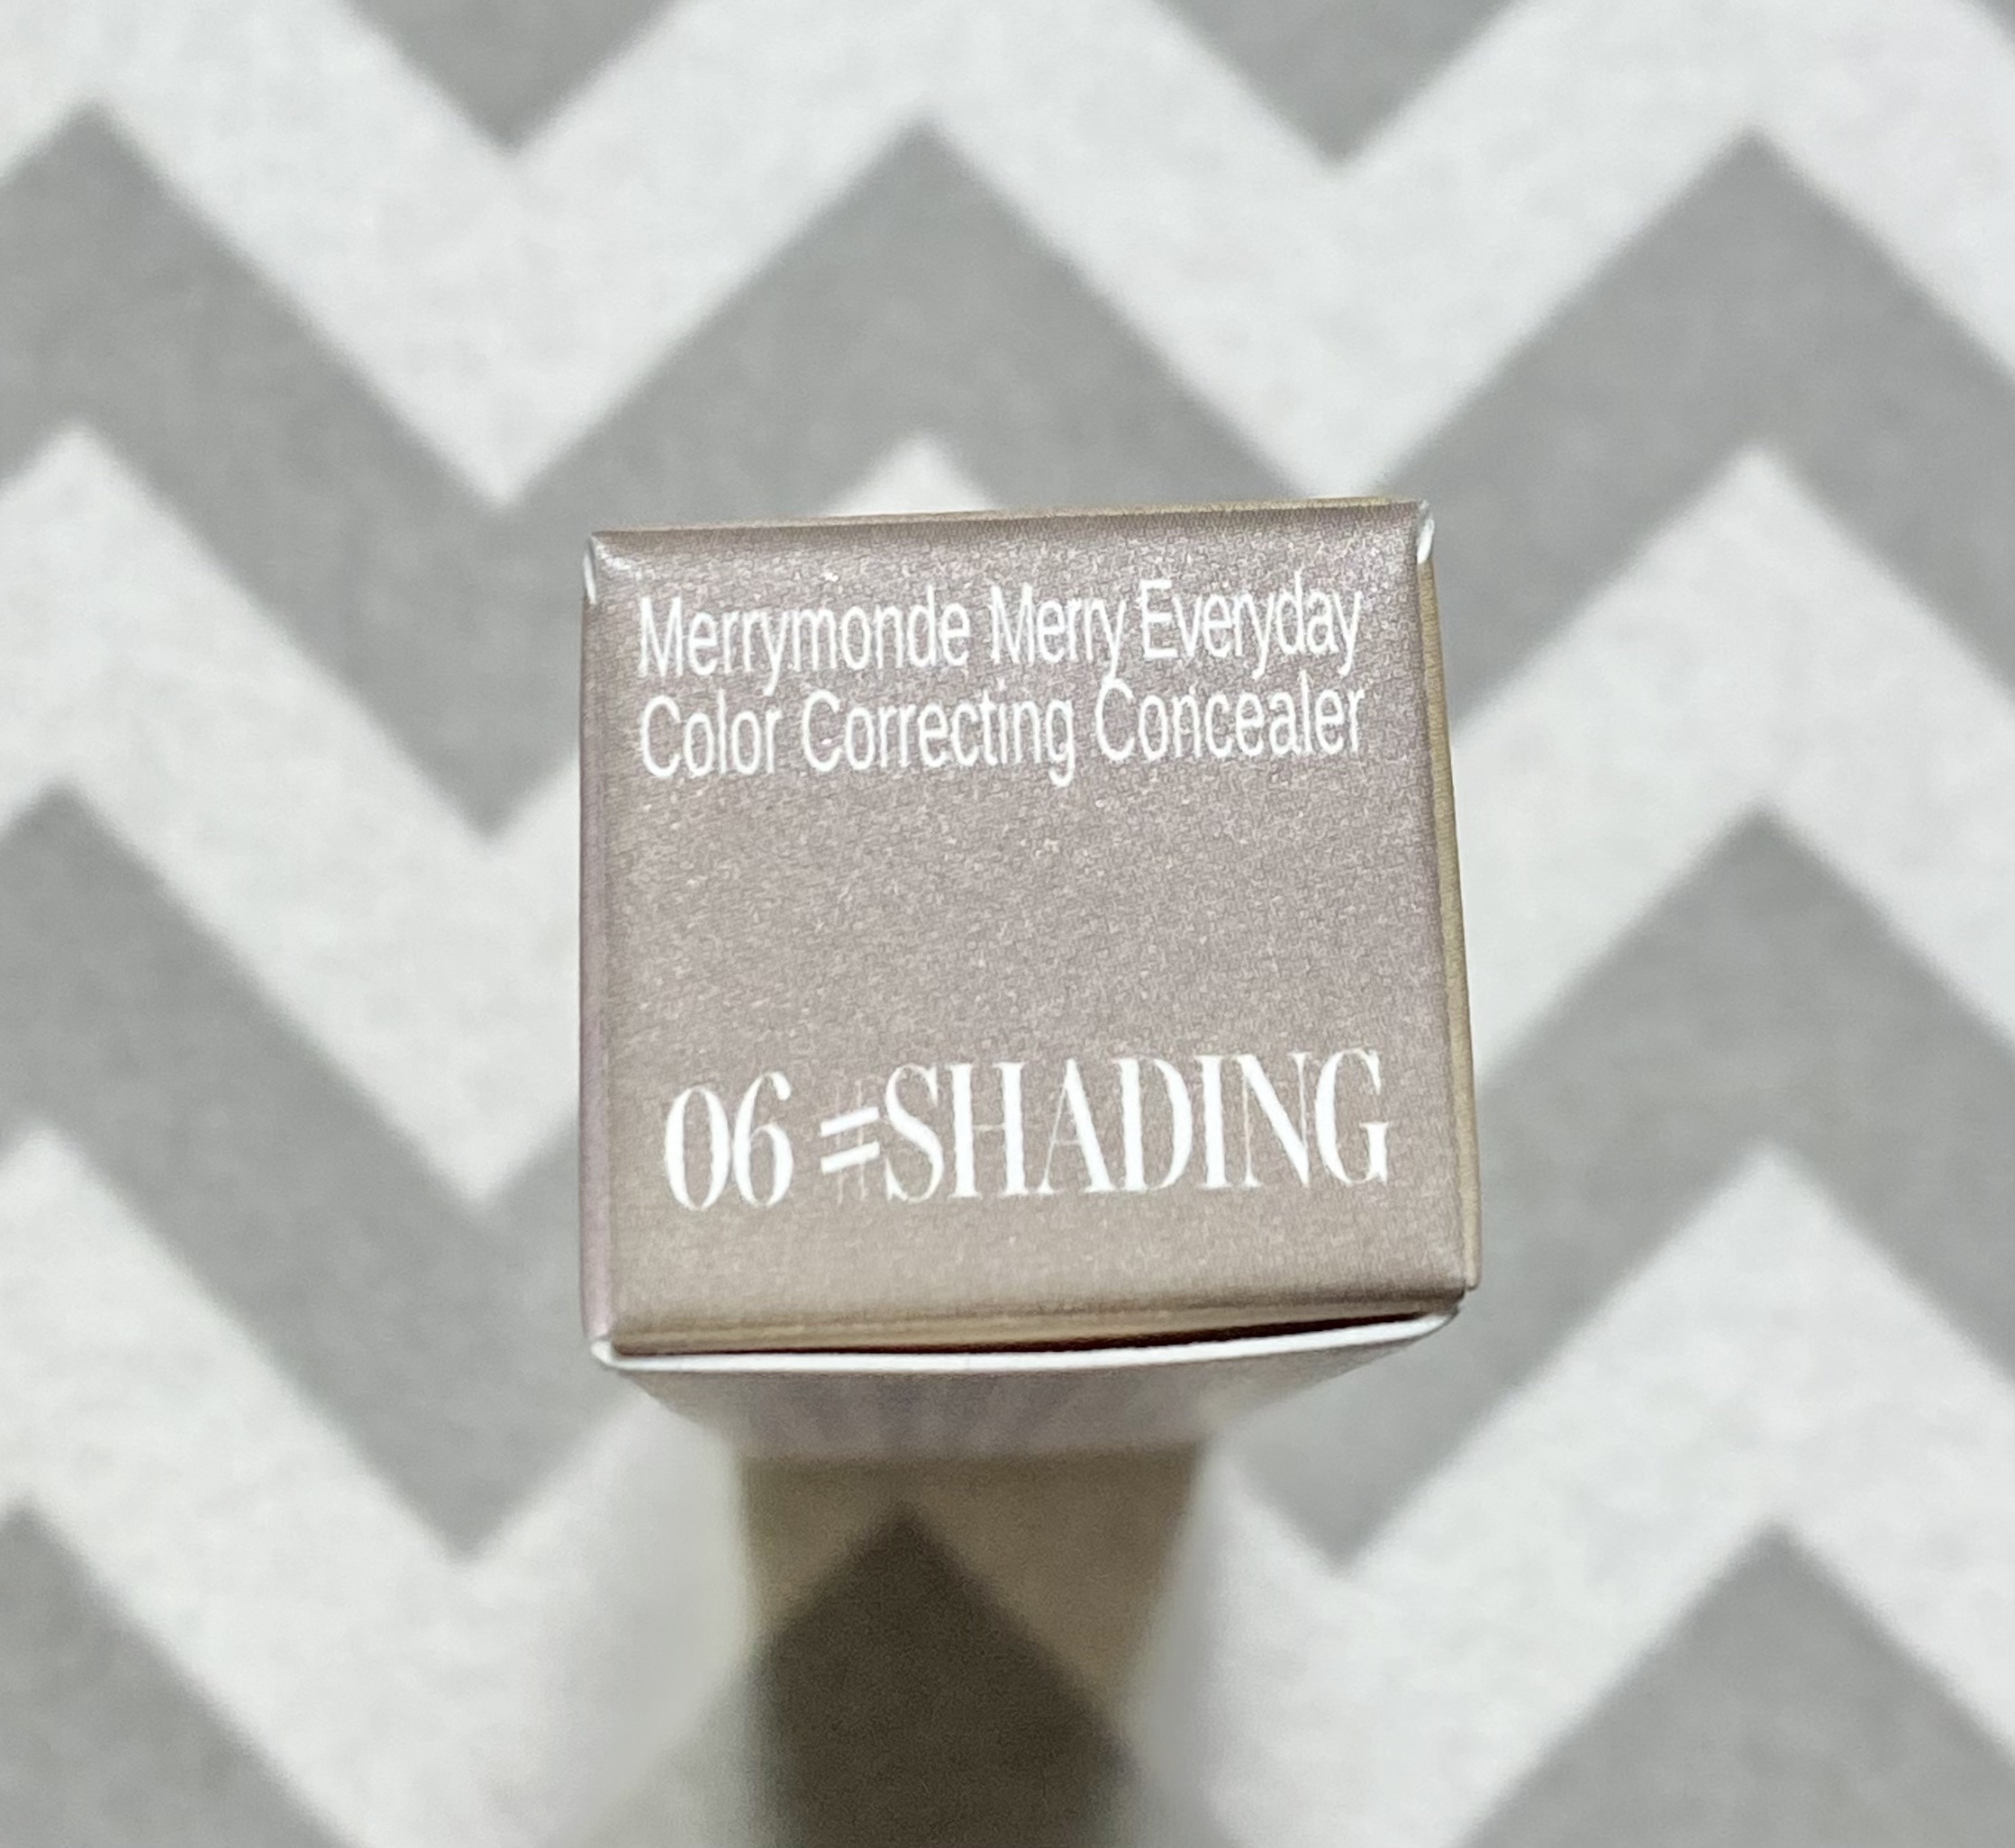 Merrymonde Merry Everyday
Color Correcting Concealer
06 #SHADING